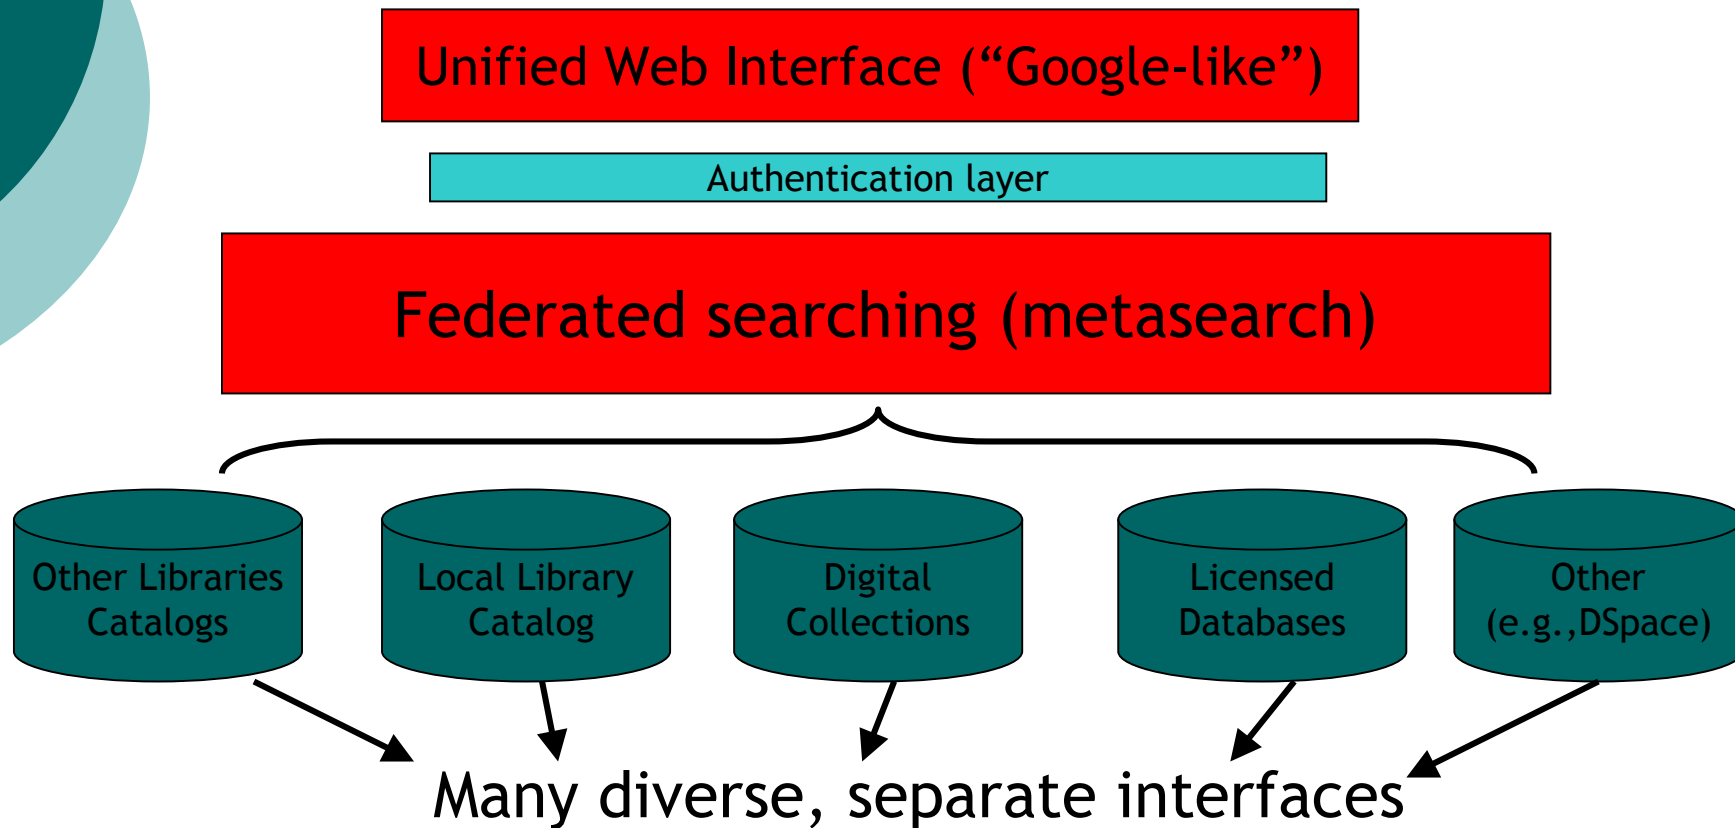 Unified Web Interface (“Google-like”)
Authentication layer
Federated searching (metasearch)
Other Libraries
Catalogs
Local Library
Catalog
Digital
Collections
Licensed
Databases
Other
(e.g.,DSpace)
Many diverse, separate interfaces